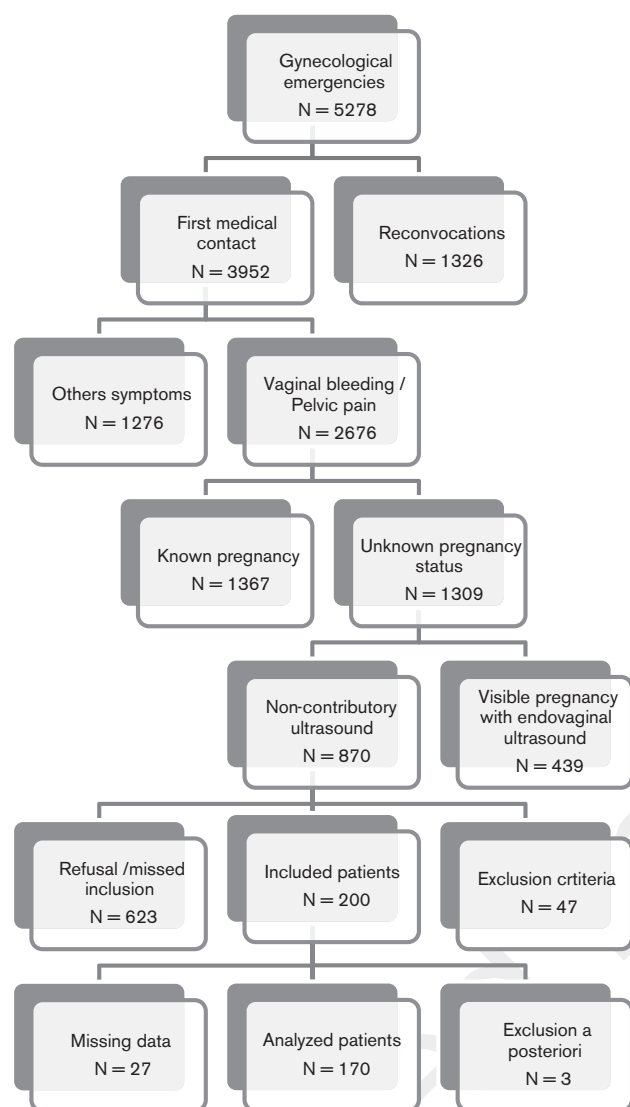 Gynecological
emergencies
N = 5278
First medical
contact
N = 3952
Reconvocations
N = 1326
Others symptoms
N = 1276
Vaginal bleeding /
Pelvic pain
N = 2676
Known pregnancy
N = 1367
Unknown pregnancy
status
N = 1309
Non-contributory
ultrasound
N = 870
Visible pregnancy
with endovaginal
ultrasound
N = 439
Refusal /missed
inclusion
N = 623
Included patients
N = 200
Exclusion crtiteria
N = 47
Missing data
N = 27
Analyzed patients
N = 170
Exclusion a
posteriori
N = 3